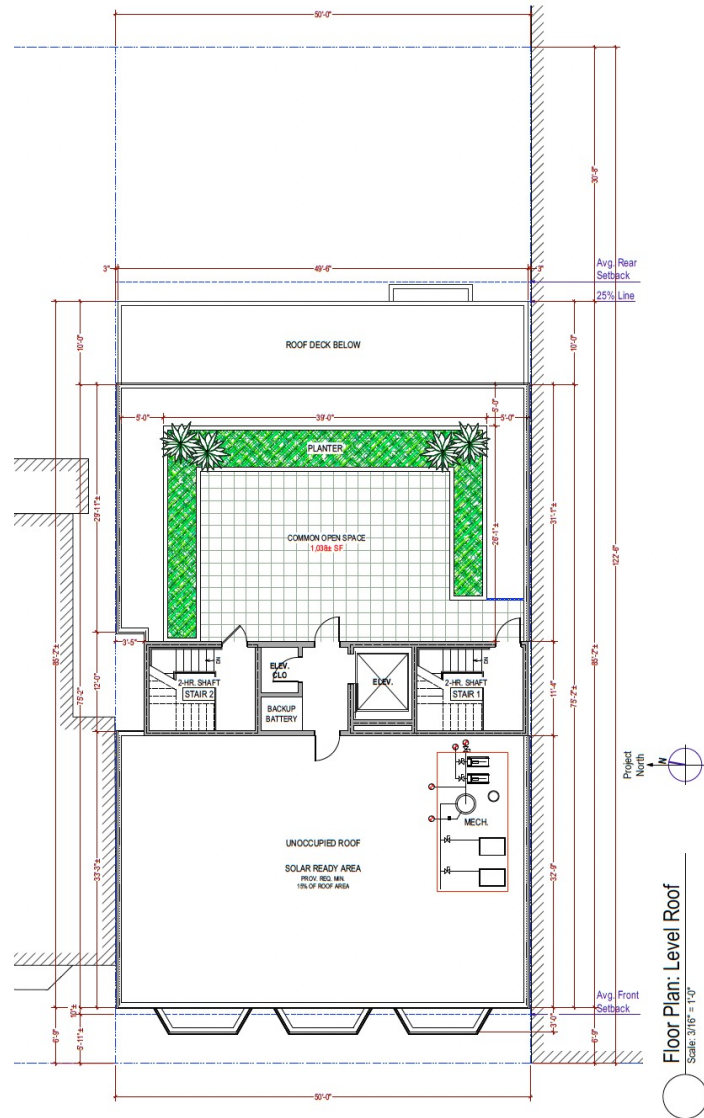 50'-0"
30'-8"
Avg. Rear
Setback
25% Line
3"
49'-6"
3"
10'-0"
10'-0"
ROOF DECK BELOW
5'-0"
39'-0"
5'-0"
5'-0"
PLANTER
29'-11"±
31'-1"±
26'-1"±
COMMON OPEN SPACE
1,038± SF
122'-6"
85'-2"±
75'-2"
75'-2"±
85'-2"±
3'-5"
12'-0"
11'-4"
DN
2-HR. SHAFT
STAIR 2
ELEV.
CLO
BACKUP
BATTERY
ELEV.
DN
2-HR. SHAFT
STAIR 1
Project
North
N
MECH.
UNOCCUPIED ROOF
SOLAR READY AREA
PROV. REQ. MIN.
15% OF ROOF AREA
33'-3"±
32'-9"
Avg. Front
Setback
10"±
6'-9"
5'-11"±
3'-0"
6'-9"
50'-0"
Floor Plan: Level Roof
Scale: 3/16" = 1'-0"